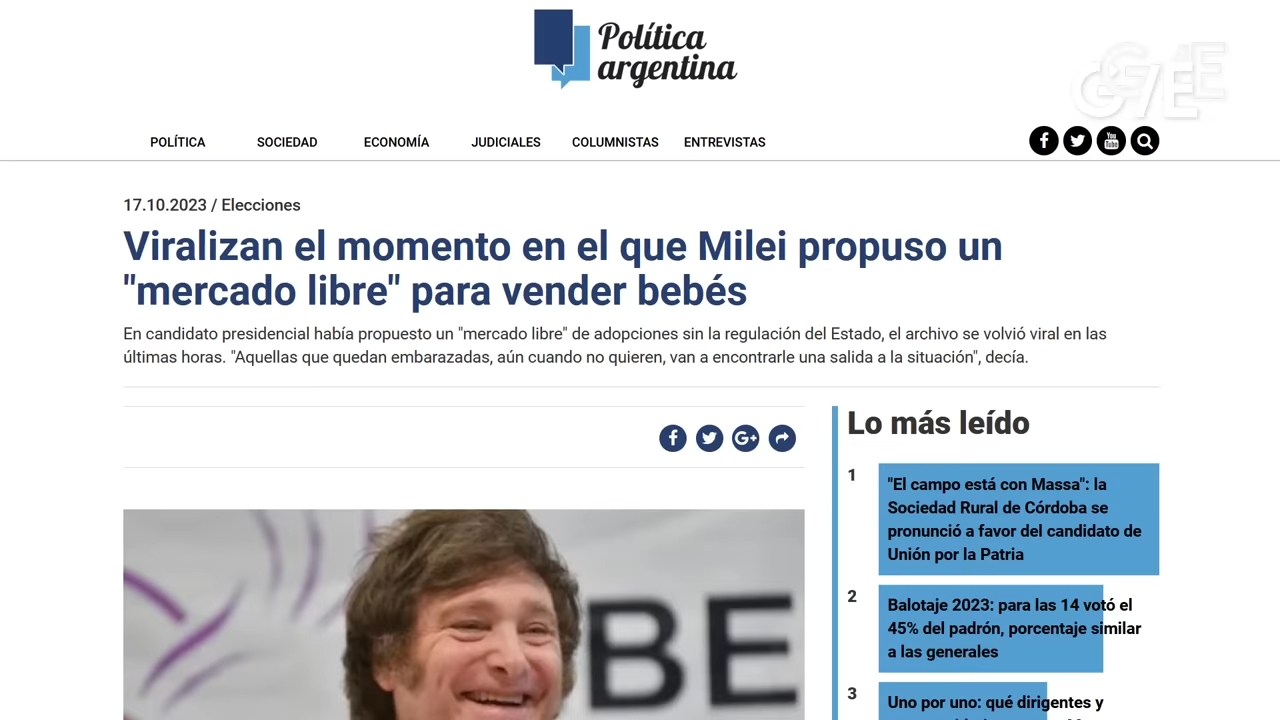 Política
argentina
POLÍTICA SOCIEDAD ECONOMÍA JUDICIALES COLUMNISTAS ENTREVISTAS
17.10.2023 / Elecciones
Viralizan el momento en el que Milei propuso un
"mercado libre" para vender bebés
En candidato presidencial había propuesto un "mercado libre" de adopciones sin la regulación del Estado, el archivo se volvió viral en las
últimas horas. "Aquellas que quedan embarazadas, aún cuando no quieren, van a encontrarle una salida a la situación", decía.
BE
Lo más leído
1
"El campo está con Massa": la
Sociedad Rural de Córdoba se
pronunció a favor del candidato de
Unión por la Patria
2
Balotaje 2023: para las 14 votó el
45% del padrón, porcentaje similar
a las generales
3
Uno por uno: qué dirigentes y